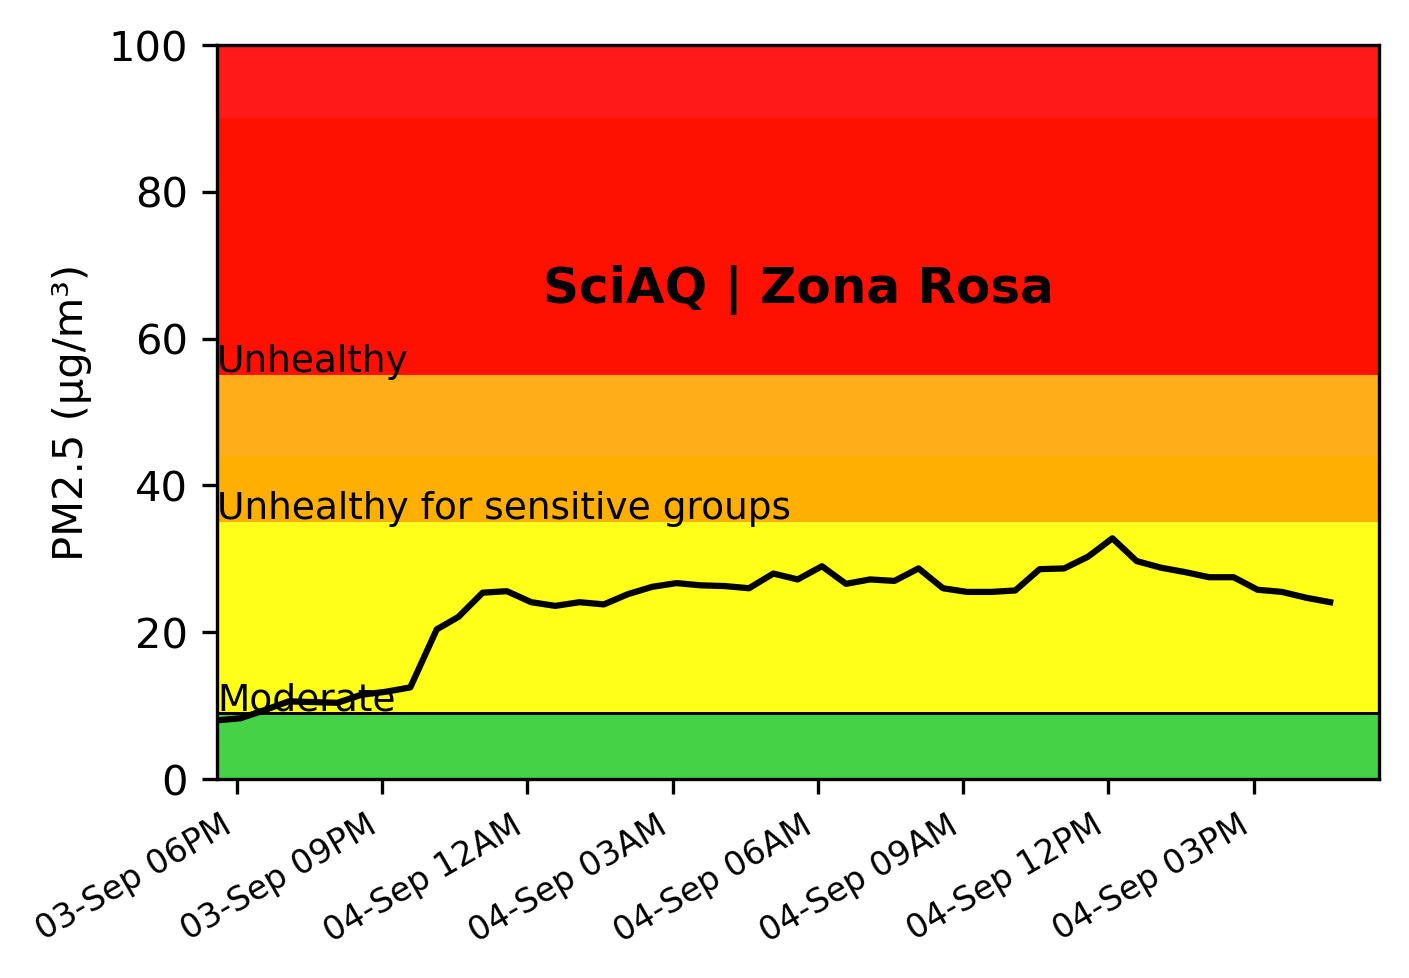 100
80
60
40
20
0
PM2.5 (µg/m³)
SciAQ | Zona Rosa
Unhealthy
Unhealthy for sensitive groups
Moderate
03-Sep 06PM
03-Sep 09PM
04-Sep 12AM
04-Sep 03AM
04-Sep 06AM
04-Sep 09AM
04-Sep 12PM
04-Sep 03PM